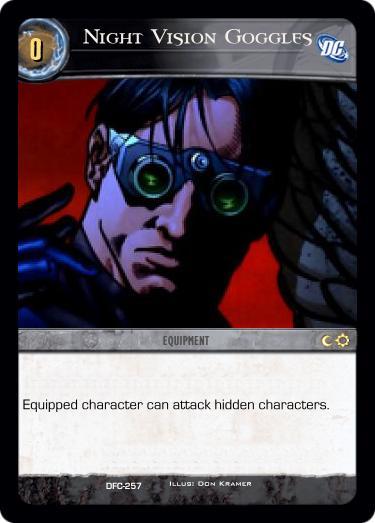 0
NIGHT VISION GOGGLES
DC
EQUIPMENT
Equipped character can attack hidden characters.
DFC-257 ILLUS: DON KRAMER